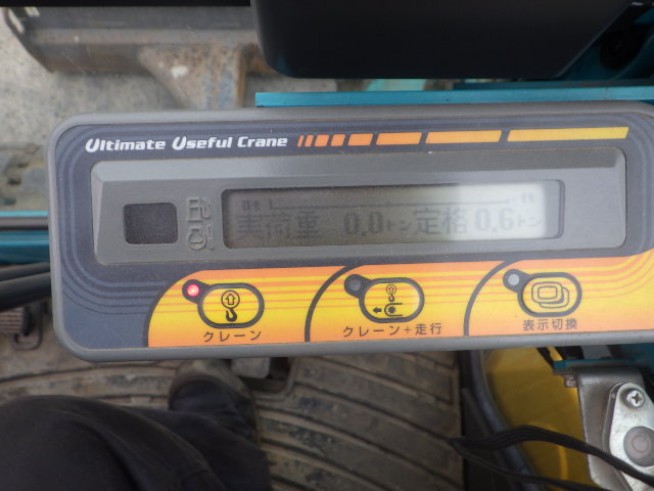 Ultimate Useful Crane
実荷重 0.0トン 定格 0.6トン
クレーン
クレーン+走行
表示切換